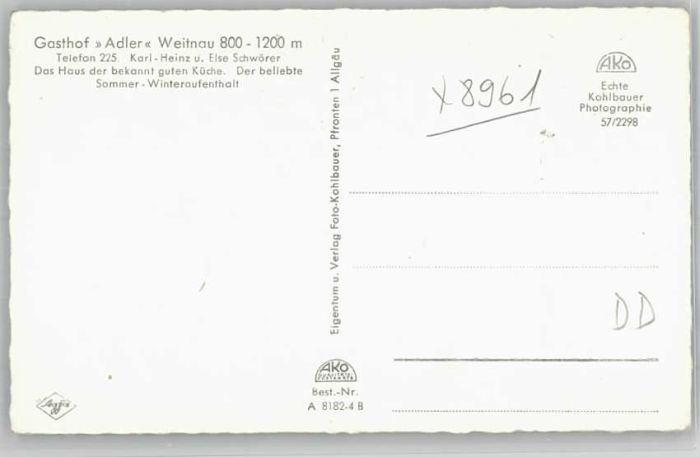 Gasthof »Adler« Weitnau 800 - 1200 m
Telefon 225. Karl-Heinz u. Else Schwörer
Das Haus der bekannt guten Küche. Der beliebte
Sommer-Winteraufenthalt
Eigentum u. Verlag Foto-Kohlbauer, Pfronten 1 Allgäu
x8961
AKO
Echte
Kohlbauer
Photographie
57/2298
DD
AKO
Best.-Nr.
A 8182-4 B
Agfa